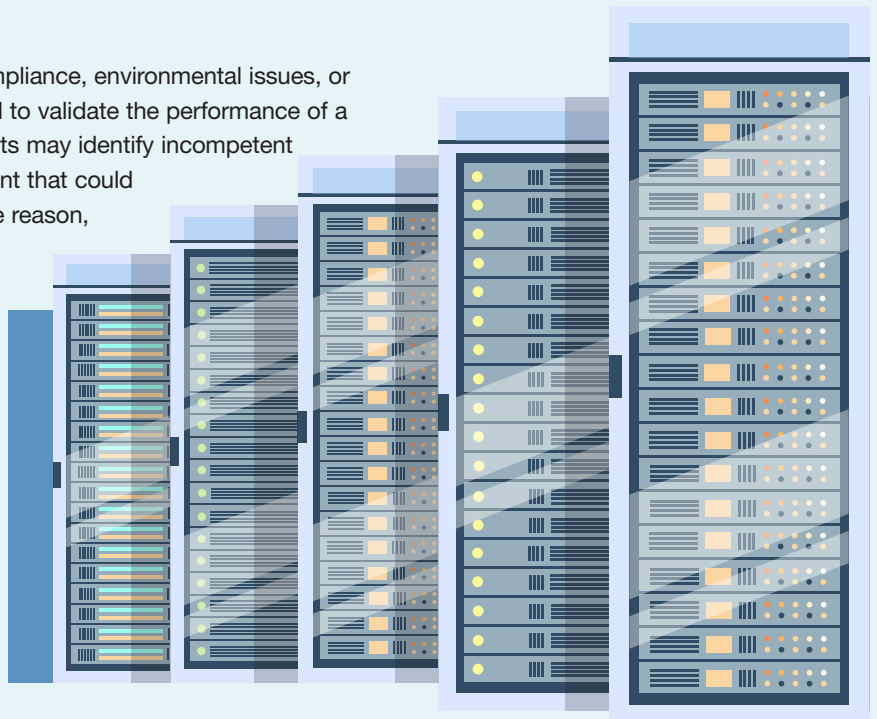 mpliance, environmental issues, or
to validate the performance of a
ts may identify incompetent
nt that could
reason,